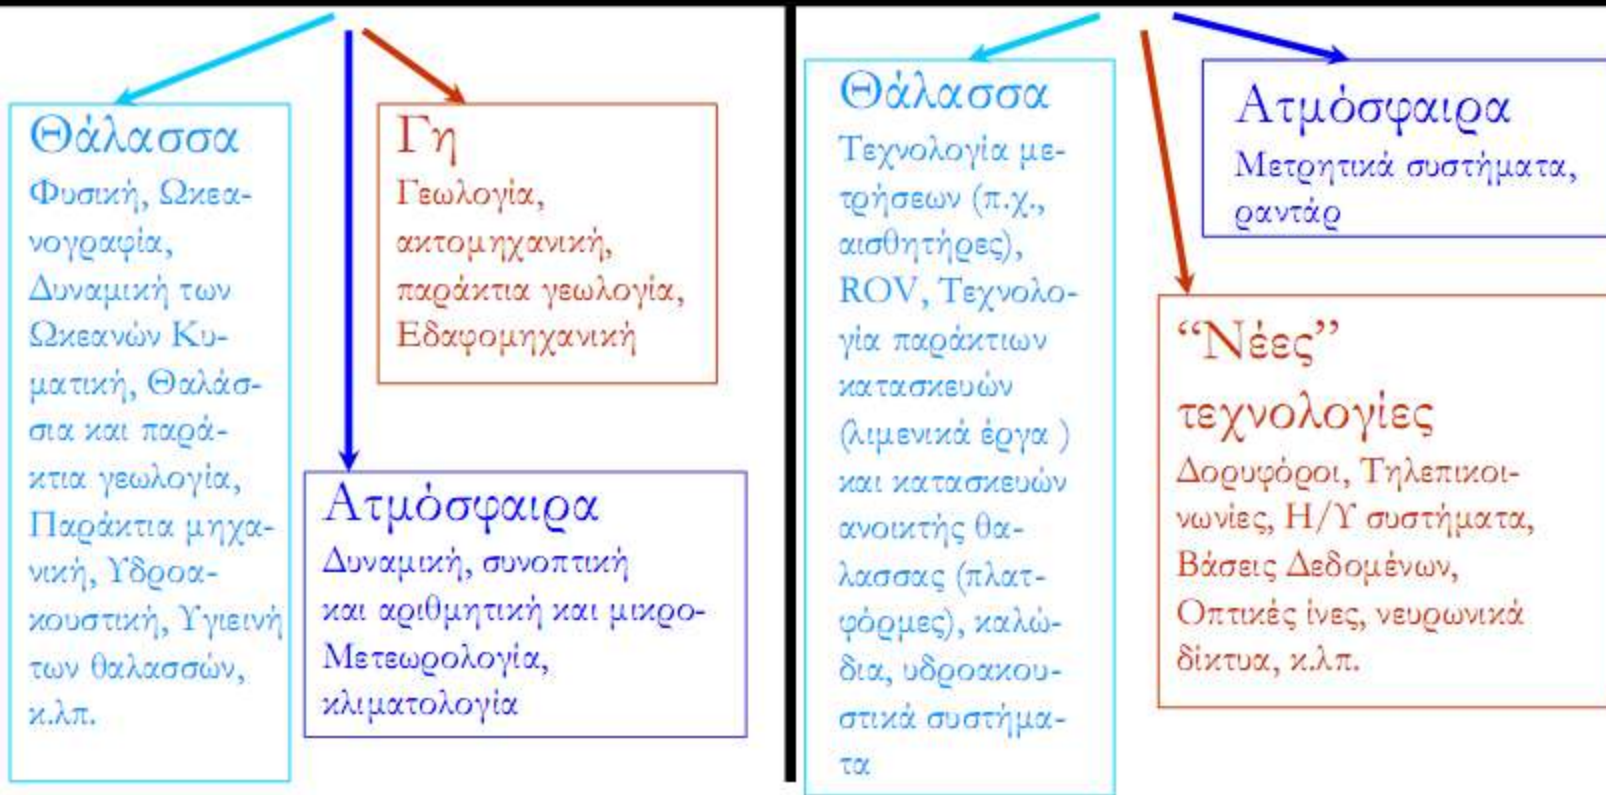 Θάλασσα
Φυσική, Ωκεα-
νογραφία,
Δυναμική των
Ωκεανών Κυ-
ματική, Θαλάσ-
σια και παρά-
κτια γεωλογία,
Παράκτια μηχα-
νική, Υδροα-
κουστική, Υγιεινή
των θαλασσών,
κ.λπ.
Γη
Γεωλογία,
ακτομηχανική,
παράκτια γεωλογία,
Εδαφομηχανική
Ατμόσφαιρα
Δυναμική, συνοπτική
και αριθμητική και μικρο-
Μετεωρολογία,
κλιματολογία
Θάλασσα
Τεχνολογία με-
τρήσεων (π.χ.,
αισθητήρες),
ROV, Τεχνολο-
γία παράκτιων
κατασκευών
(λιμενικά έργα )
και κατασκευών
ανοικτής θα-
λασσας (πλατ-
φόρμες), καλώ-
δια, υδροακου-
στικά συστήμα-
τα
Ατμόσφαιρα
Μετρητικά συστήματα,
ραντάρ
“Νέες”
τεχνολογίες
Δορυφόροι, Τηλεπικοι-
νωνίες, Η/Υ συστήματα,
Βάσεις Δεδομένων,
Οπτικές ίνες, νευρωνικά
δίκτυα, κ.λπ.